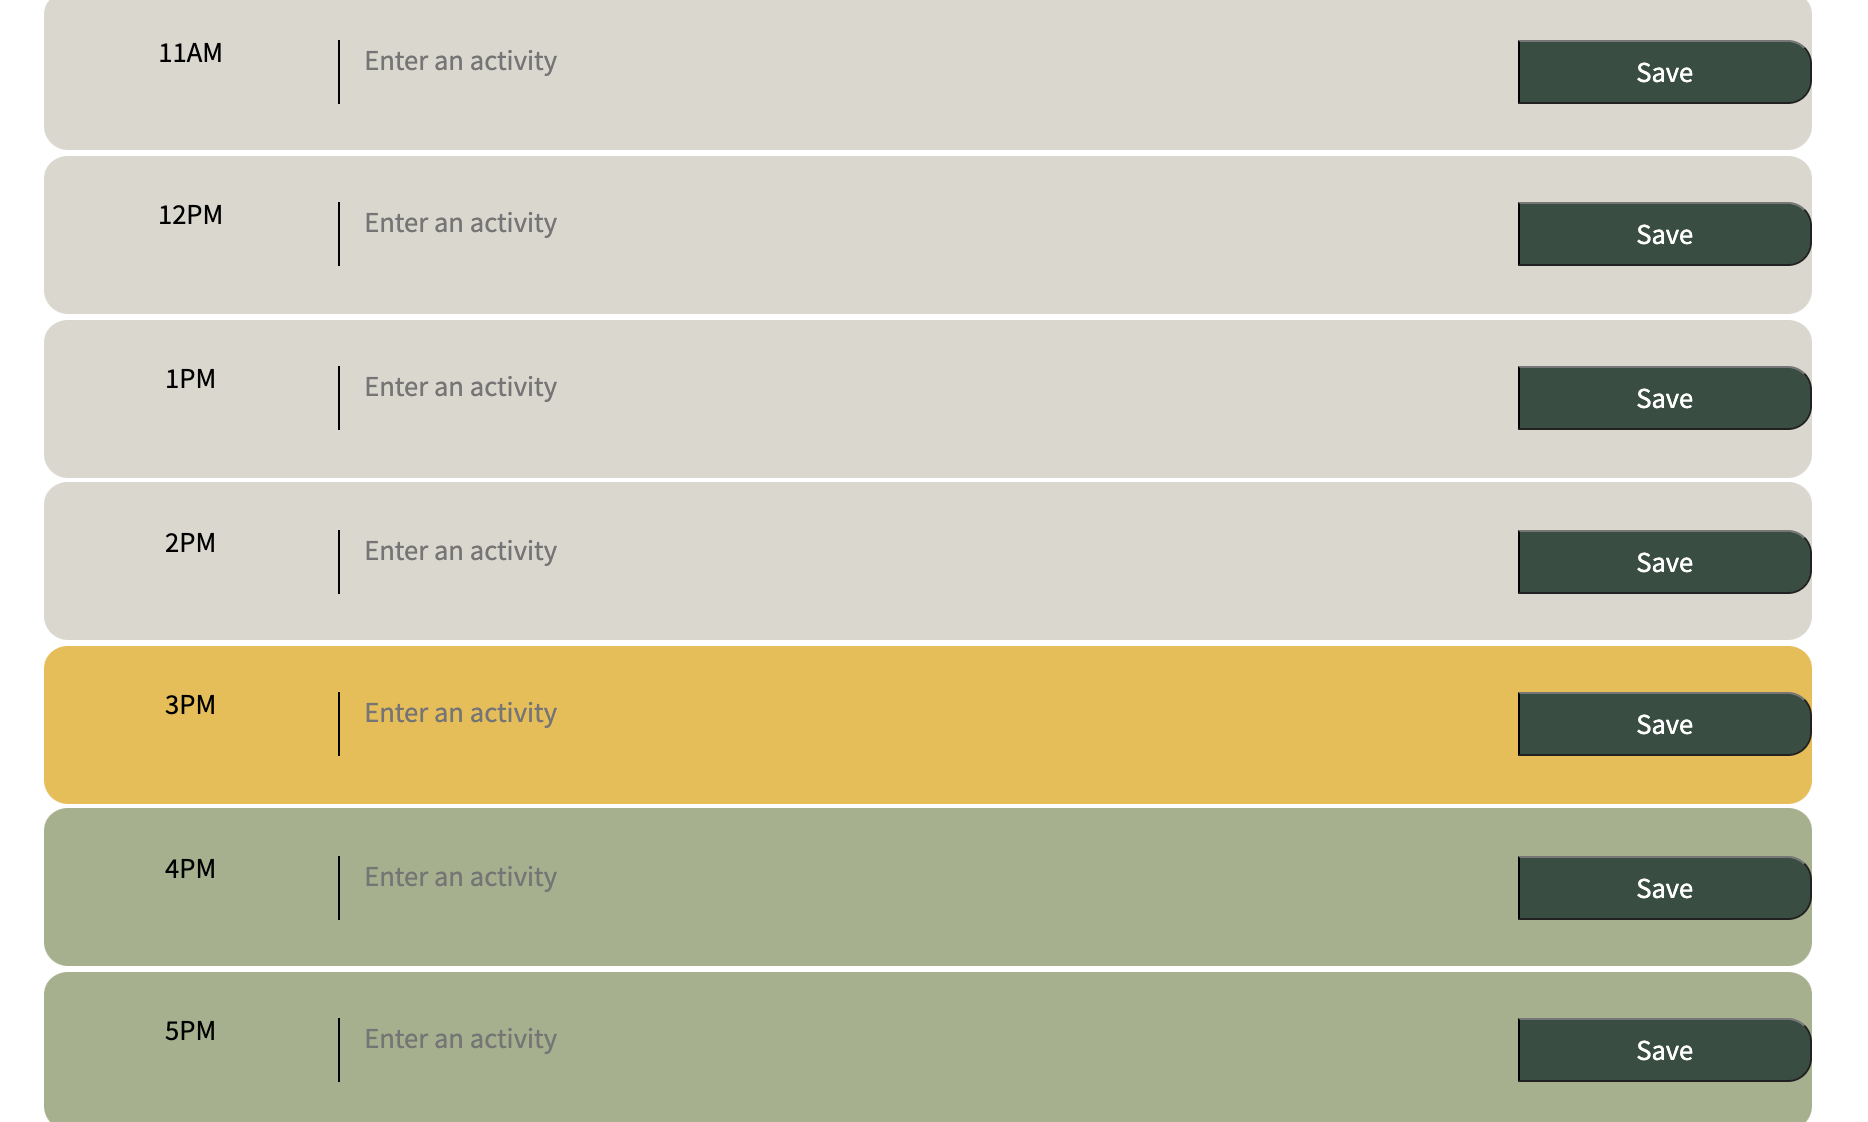 11AM Enter an activity Save
12PM Enter an activity Save
1PM Enter an activity Save
2PM Enter an activity Save
3PM Enter an activity Save
4PM Enter an activity Save
5PM Enter an activity Save